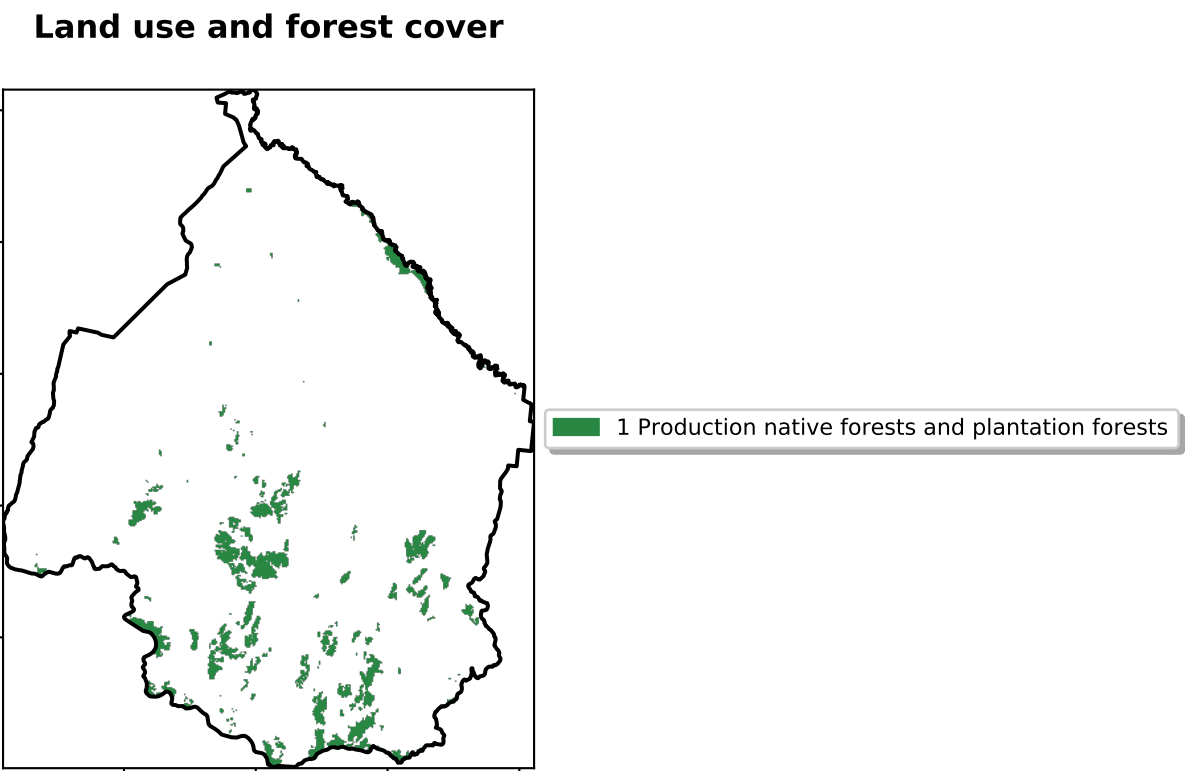 Land use and forest cover
1 Production native forests and plantation forests